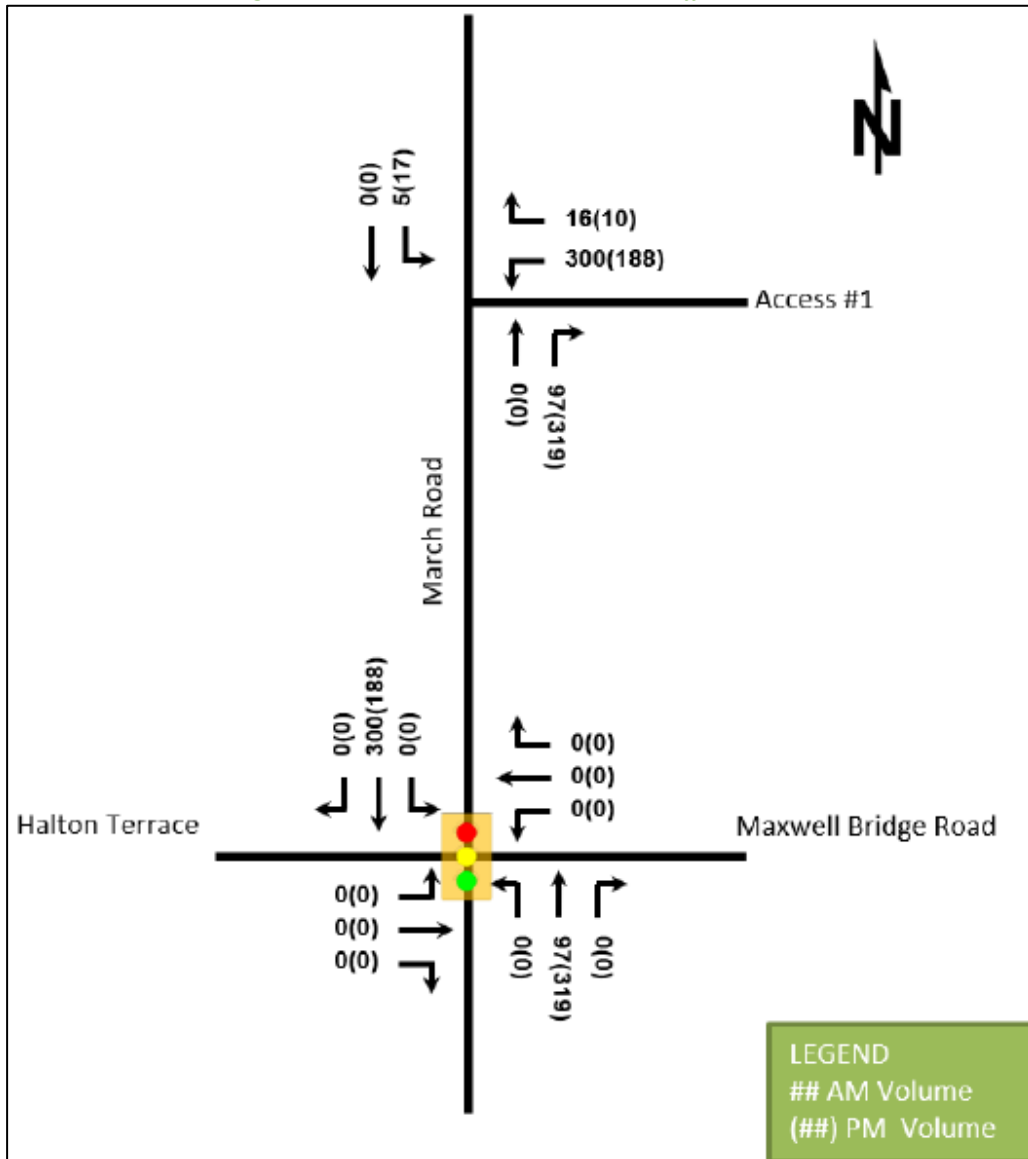 N
0(0)
5(17)
16(10)
300(188)
Access #1
0(0)
97(319)
March Road
0(0)
300(188)
0(0)
0(0)
0(0)
0(0)
Halton Terrace
Maxwell Bridge Road
0(0)
0(0)
0(0)
0(0)
97(319)
0(0)
LEGEND
## AM Volume
(##) PM Volume